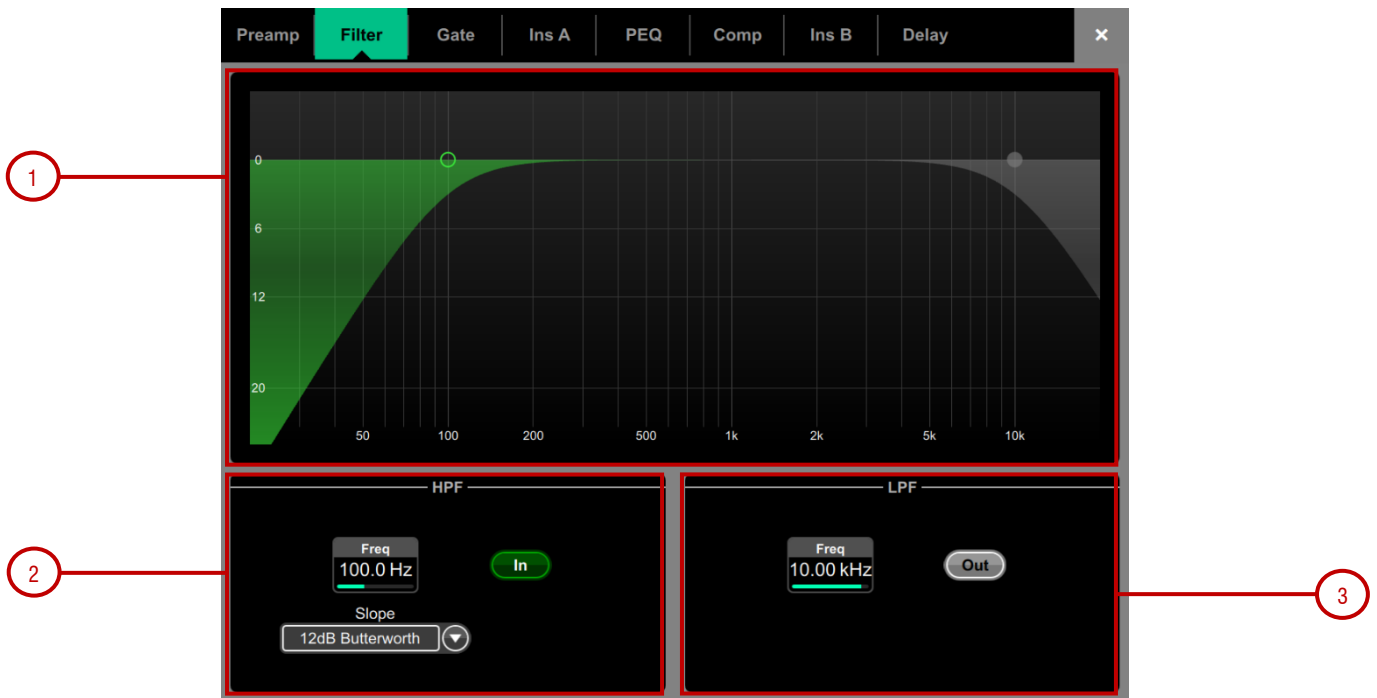 Preamp Filter Gate Ins A PEQ Comp Ins B Delay ×
1
0
6
12
20
50 100 200 500 1k 2k 5k 10k
HPF LPF
Freq
100.0 Hz
In
Slope
12dB Butterworth
Freq
10.00 kHz
Out
2
3